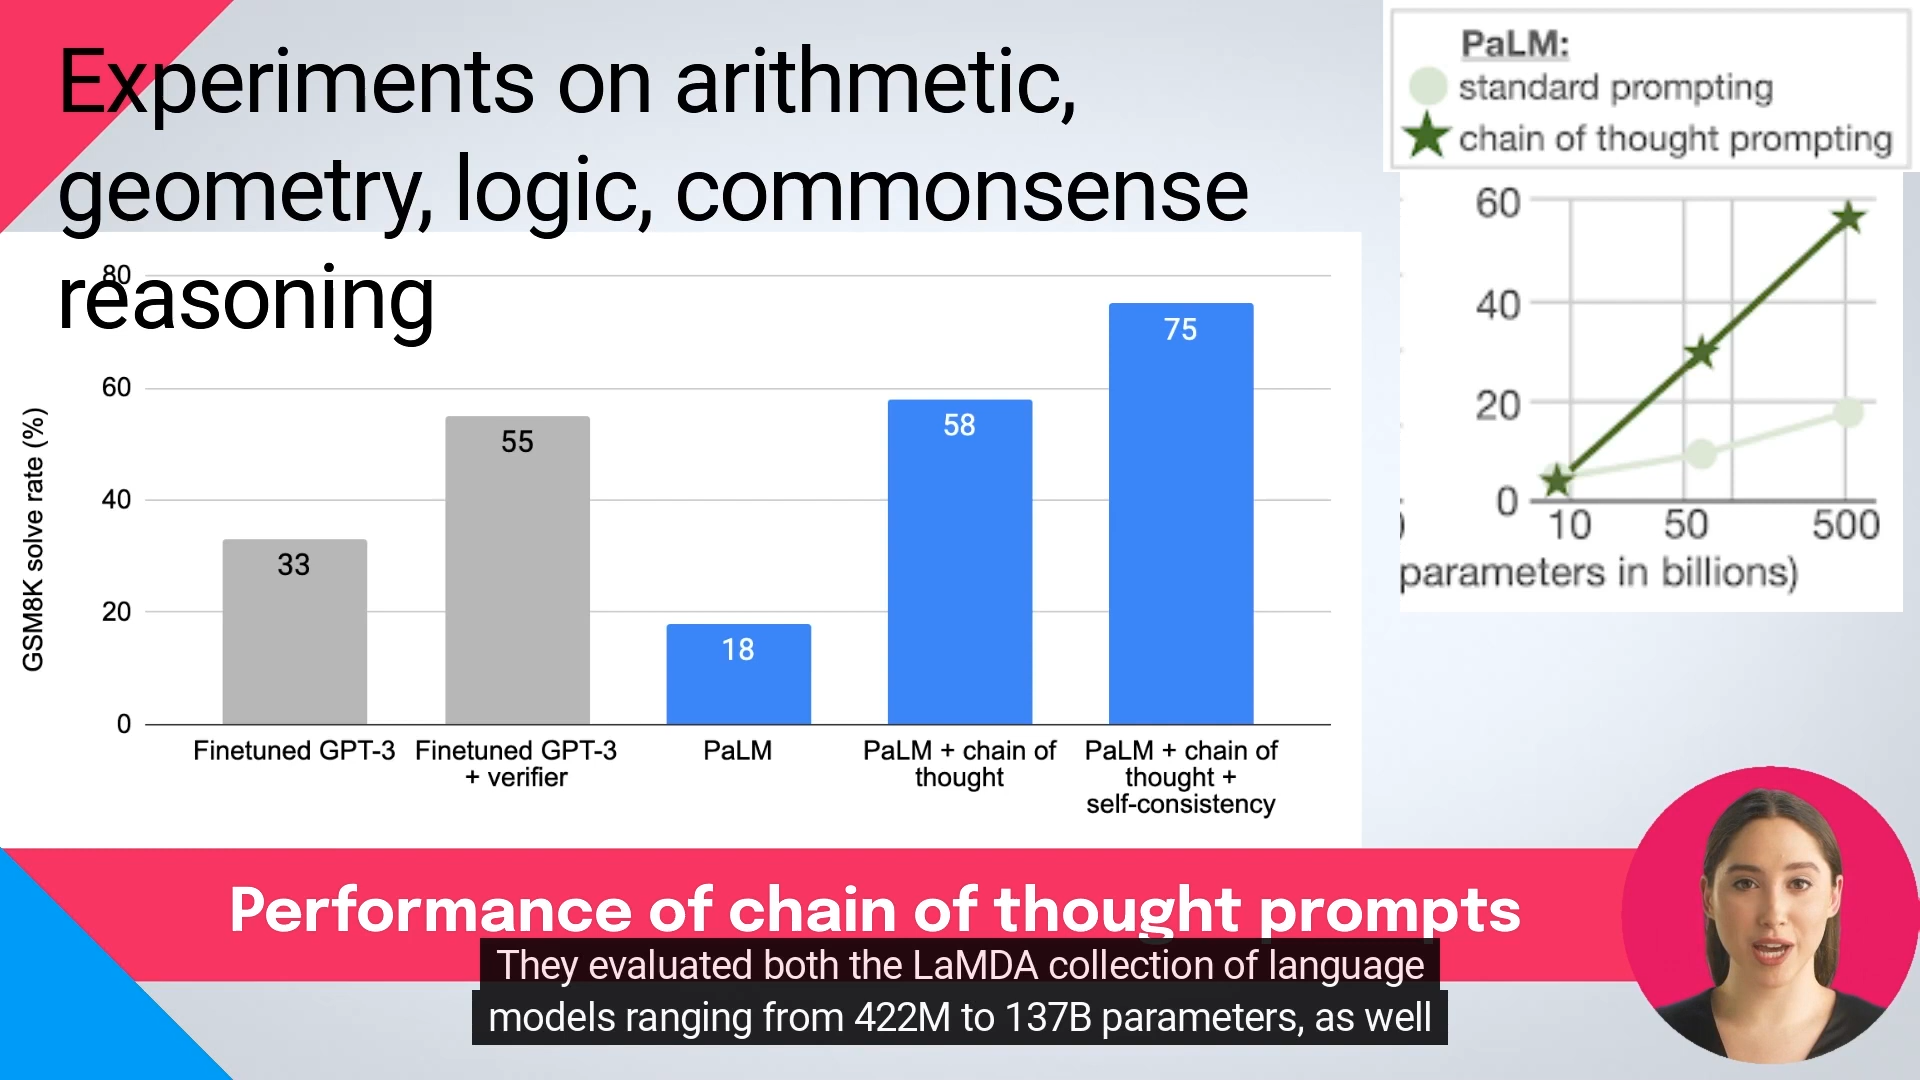 Experiments on arithmetic,
geometry, logic, commonsense
reasoning
80
60
40
20
0
GSM8K solve rate (%)
33
55
18
58
75
Finetuned GPT-3
Finetuned GPT-3
+ verifier
PaLM
PaLM + chain of
thought
PaLM + chain of
thought +
self-consistency
PaLM:
standard prompting
chain of thought prompting
60
40
20
0
10 50 500
parameters in billions)
Performance of chain of thought prompts
They evaluated both the LaMDA collection of language
models ranging from 422M to 137B parameters, as well